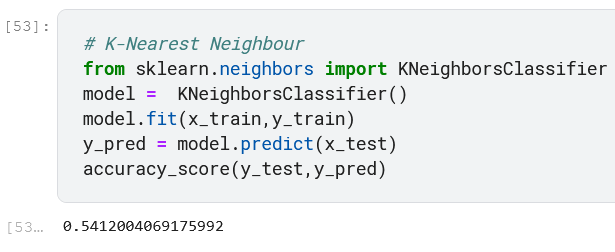 [53]:
# K-Nearest Neighbour
from sklearn.neighbors import KNeighborsClassifier
model =  KNeighborsClassifier()
model.fit(x_train,y_train)
y_pred = model.predict(x_test)
accuracy_score(y_test,y_pred)
[53… 0.5412004069175992